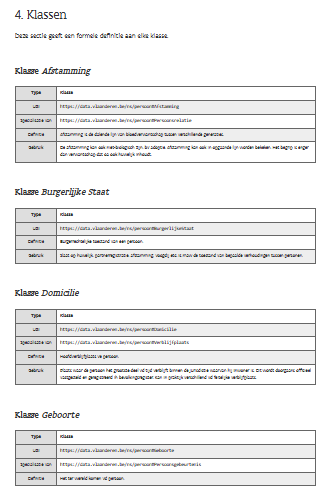 4. Klassen
Deze sectie geeft een formele definitie aan elke klasse.
Klasse Afstamming
Type Klasse
URI https://data.vlaanderen.be/ns/persoon#Afstamming
Specialisatie van https://data.vlaanderen.be/ns/persoon#Persoonsrelatie
Definitie Afstamming is de dalende lijn van bloedverwantschap tussen verschillende generaties.
Gebruik De afstamming kan ook niet-biologisch zijn, bv adoptie. Afstamming kan ook in opgaande lijn worden bekeken. Het begrip is enger
dan verwantschap dat oa ook huwelijk inhoudt.
Klasse Burgerlijke Staat
Type Klasse
URI https://data.vlaanderen.be/ns/persoon#BurgerlijkeStaat
Definitie Burgerrechtelijke toestand van een persoon.
Gebruik Slaat op huwelijk, partnerregistratie, afstamming, voogdij etc is maw de toestand van bepaalde verhoudingen tussen personen.
Klasse Domicilie
Type Klasse
URI https://data.vlaanderen.be/ns/persoon#Domicilie
Specialisatie van https://data.vlaanderen.be/ns/persoon#Verblijfplaats
Definitie Hoofdverblijfplaats vd persoon.
Gebruik Plaats waar de persoon het grootste deel vd tijd verblijft binnen de jurisdictie waarvan hij inwoner is. Dit wordt doorgaans officieel
vastgesteld en geregistreerd in bevolkingsregister. Kan in praktijk verschillend vd feitelijke verblijfplaats.
Klasse Geboorte
Type Klasse
URI https://data.vlaanderen.be/ns/persoon#Geboorte
Specialisatie van https://data.vlaanderen.be/ns/persoon#Persoonsgebeurtenis
Definitie Het ter wereld komen vd persoon.